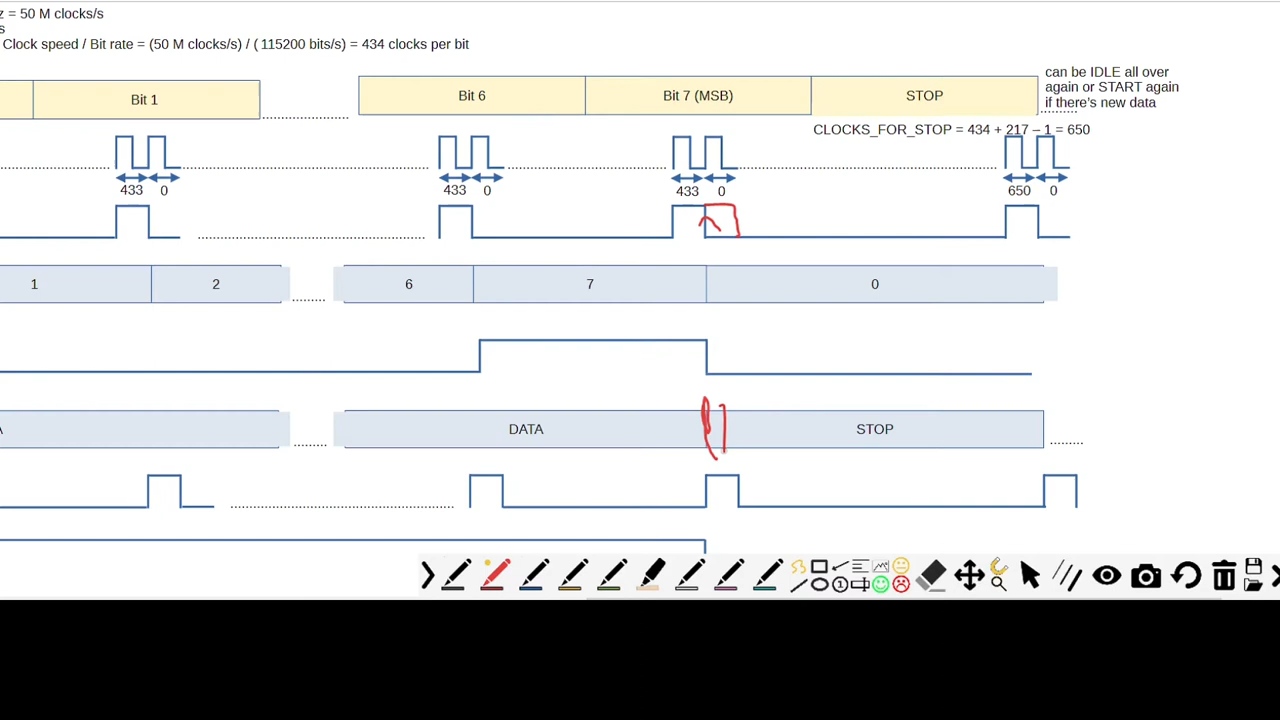 z = 50 M clocks/s
s
Clock speed / Bit rate = (50 M clocks/s) / ( 115200 bits/s) = 434 clocks per bit
can be IDLE all over
again or START again
if there's new data
Bit 1
Bit 6
Bit 7 (MSB)
STOP
CLOCKS_FOR_STOP = 434 + 217 – 1 = 650
433 0
433 0
433 0
650 0
1
2
6
7
0
A
DATA
STOP